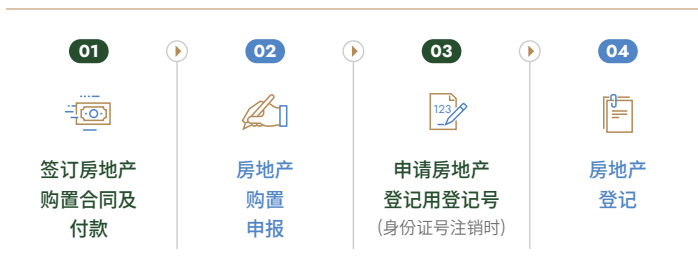 01
签订房地产
购置合同及
付款
02
房地产
购置
申报
03
123
申请房地产
登记用登记号
(身份证号注销时)
04
房地产
登记